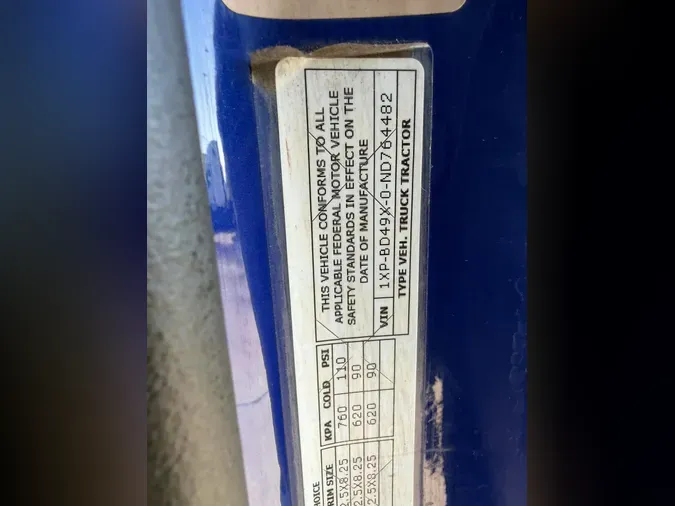 THIS VEHICLE CONFORMS TO ALL
APPLICABLE FEDERAL MOTOR VEHICLE
SAFETY STANDARDS IN EFFECT ON THE
DATE OF MANUFACTURE
VIN 1XP-BD49X-0-ND764482
TYPE VEH. TRUCK TRACTOR
RIM SIZE KPA COLD PSI
2.5X8.25 760 110
2.5X8.25 620 90
2.5X8.25 620 90